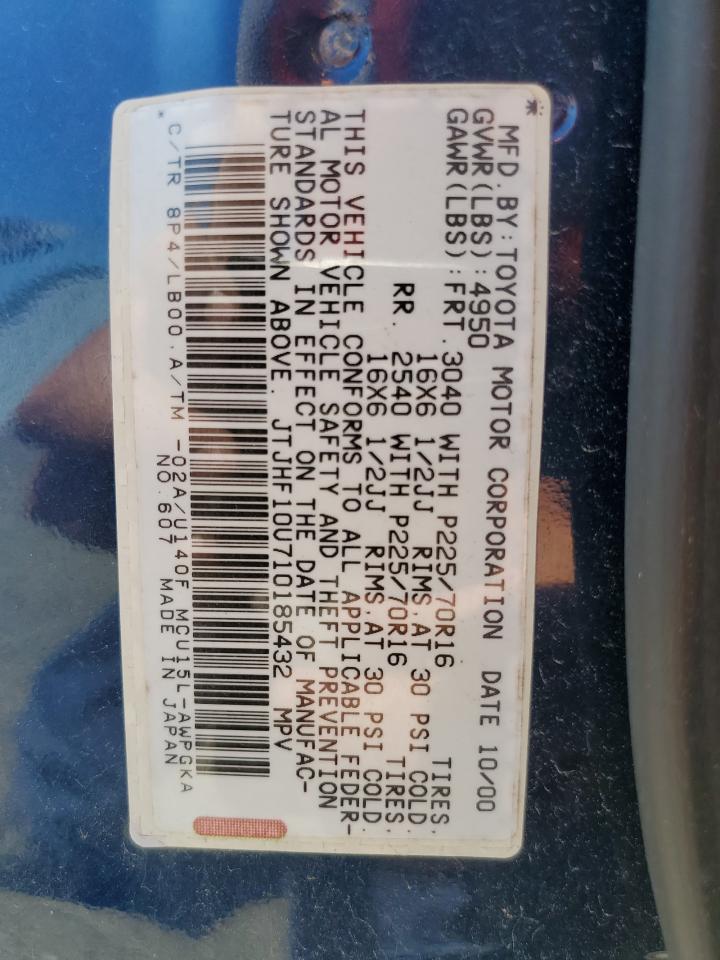 MFD.BY:TOYOTA MOTOR CORPORATION DATE 10/00
GVWR(LBS):4950
GAWR(LBS):FRT.3040 WITH P225/70R16 TIRES,
16X6 1/2JJ RIMS,AT 30 PSI COLD.
RR. 2540 WITH P225/70R16 TIRES,
16X6 1/2JJ RIMS,AT 30 PSI COLD.
THIS VEHICLE CONFORMS TO ALL APPLICABLE FEDER-
AL MOTOR VEHICLE SAFETY AND THEFT PREVENTION
STANDARDS IN EFFECT ON THE DATE OF MANUFAC-
TURE SHOWN ABOVE. JTJHF10U710185432 MPV
*C/TR 8P4/LB00,A/TM -02A/U140F MCU15L-AWPGKA
NO.607 MADE IN JAPAN